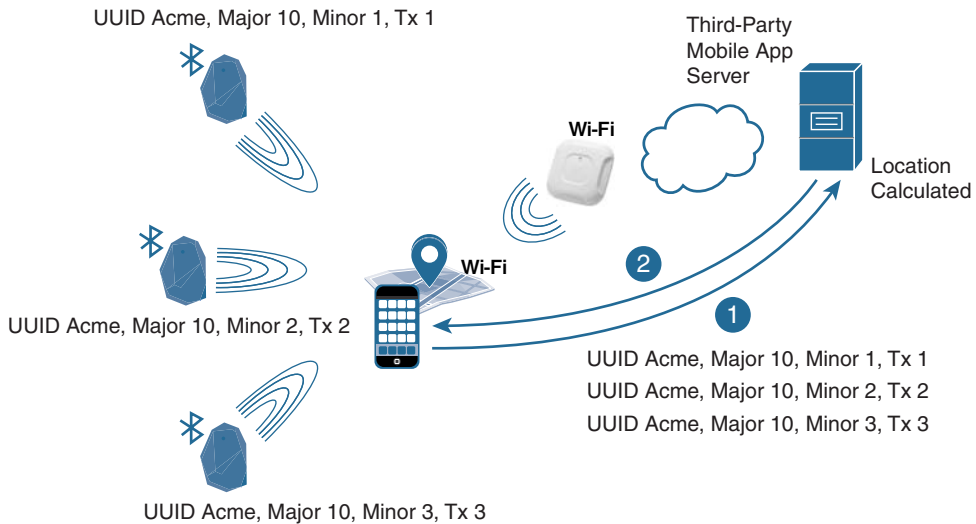 UUID Acme, Major 10, Minor 1, Tx 1
Third-Party
Mobile App
Server
Wi-Fi
Location
Calculated
Wi-Fi
2
UUID Acme, Major 10, Minor 2, Tx 2
1
UUID Acme, Major 10, Minor 1, Tx 1
UUID Acme, Major 10, Minor 2, Tx 2
UUID Acme, Major 10, Minor 3, Tx 3
UUID Acme, Major 10, Minor 3, Tx 3